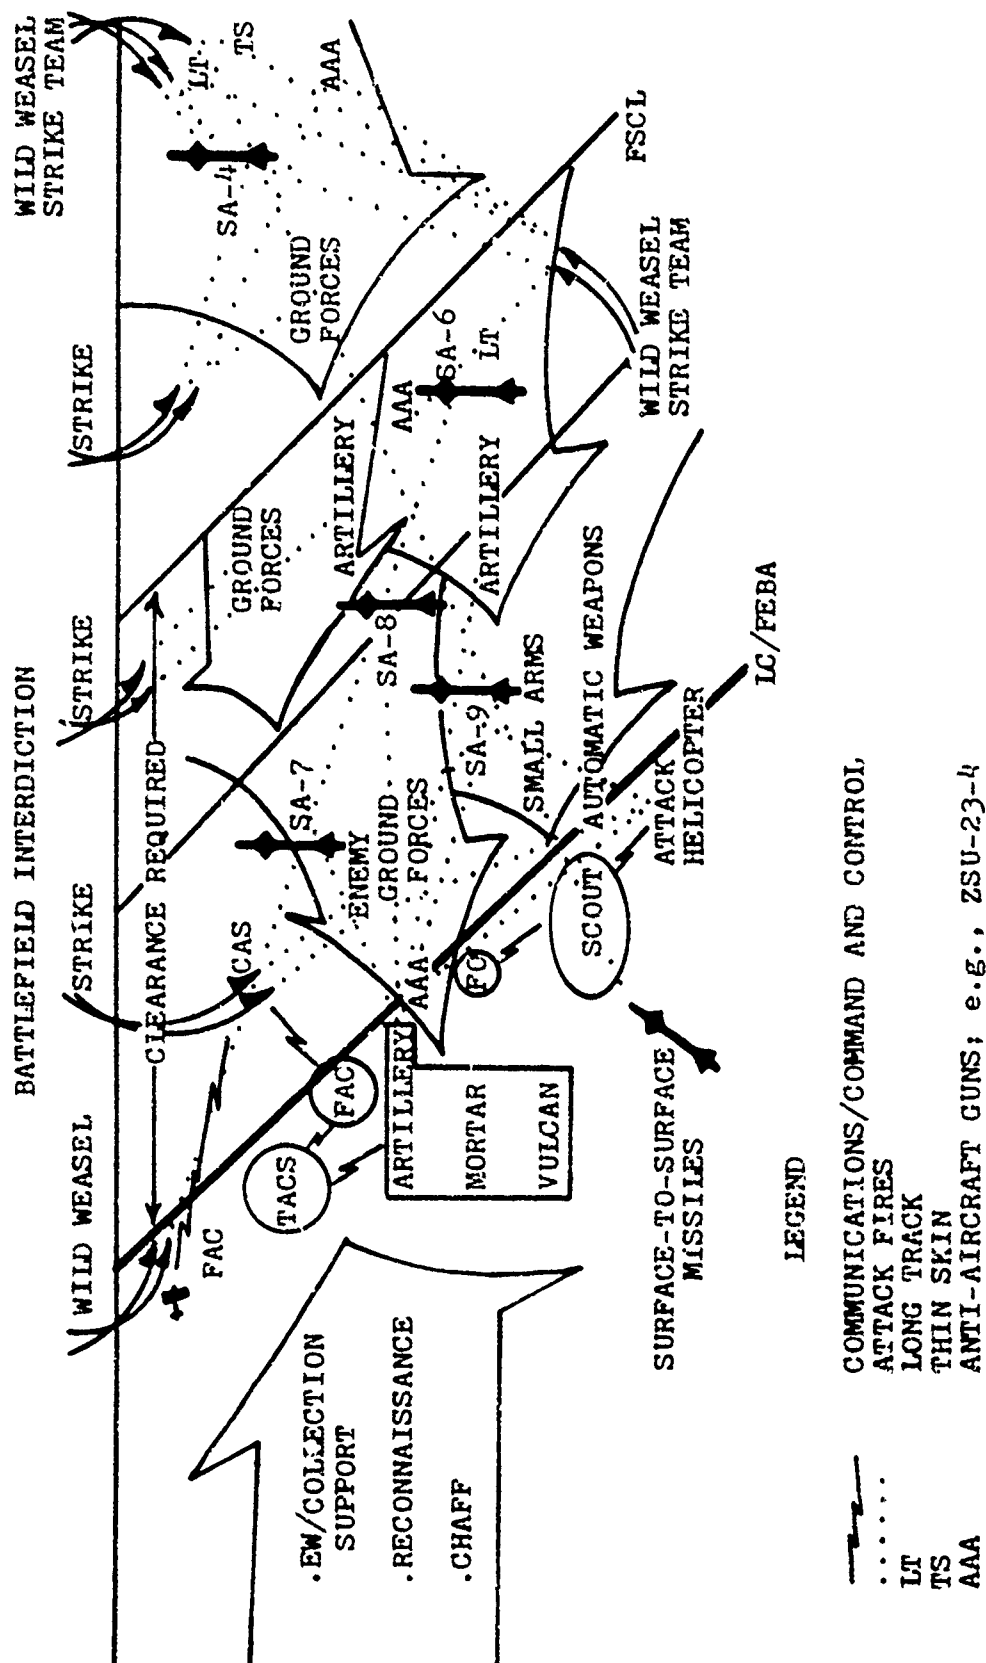 BATTLEFIELD INTERDICTION
WILD WEASEL
STRIKE
STRIKE
STRIKE
WILD WEASEL
STRIKE TEAM
CLEARANCE REQUIRED
FAC
CAS
LT
TS
SA-4
AAA
TACS
FAC
SA-7
GROUND
FORCES
GROUND
FORCES
.EW/COLLECTION
SUPPORT
.RECONNAISSANCE
.CHAFF
ARTILLERY
MORTAR
VULCAN
AAA
ENEMY
GROUND
FORCES
SA-8
ARTILLERY
AAA
SA-6
LT
FC
SA-9
SMALL ARMS
ARTILLERY
SCOUT
AUTOMATIC WEAPONS
FSCL
WILD WEASEL
STRIKE TEAM
SURFACE-TO-SURFACE
MISSILES
ATTACK
HELICOPTER
LC/FEBA
LEGEND
COMMUNICATIONS/COMMAND AND CONTROL
...... ATTACK FIRES
LT LONG TRACK
TS THIN SKIN
AAA ANTI-AIRCRAFT GUNS; e.g., ZSU-23-4